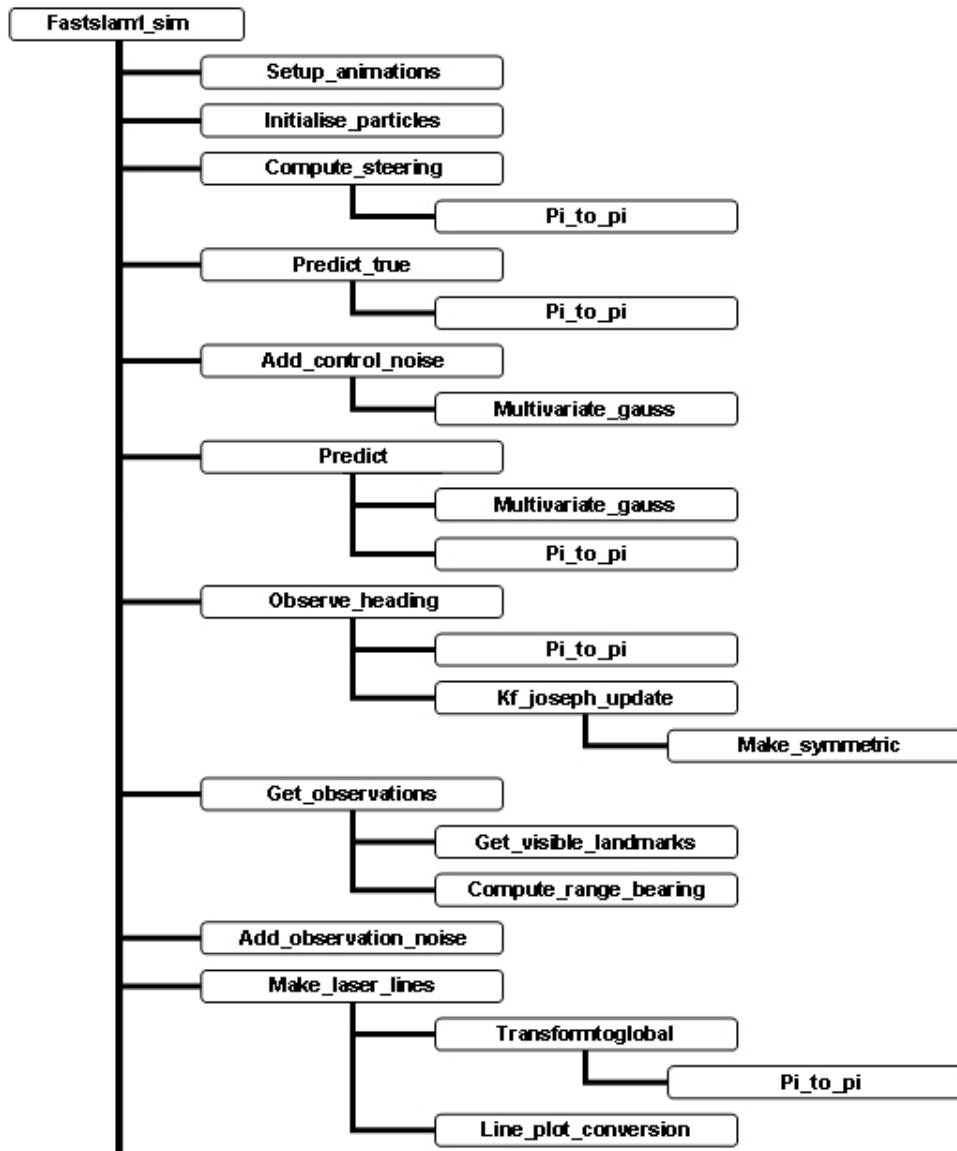 Fastslam1_sim
Setup_animations
Initialise_particles
Compute_steering
Pi_to_pi
Predict_true
Pi_to_pi
Add_control_noise
Multivariate_gauss
Predict
Multivariate_gauss
Pi_to_pi
Observe_heading
Pi_to_pi
Kf_joseph_update
Make_symmetric
Get_observations
Get_visible_landmarks
Compute_range_bearing
Add_observation_noise
Make_laser_lines
Transformtoglobal
Pi_to_pi
Line_plot_conversion